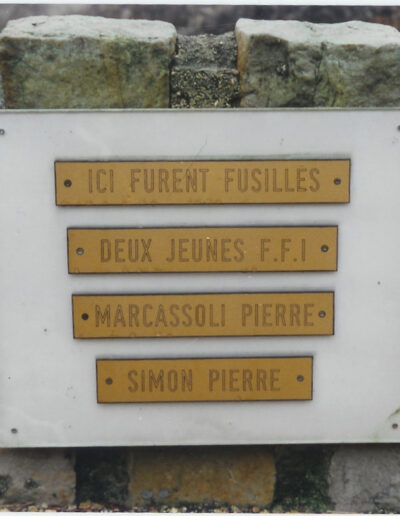 ICI FURENT FUSILLES
DEUX JEUNES F.F.I
MARCASSOLI PIERRE
SIMON PIERRE